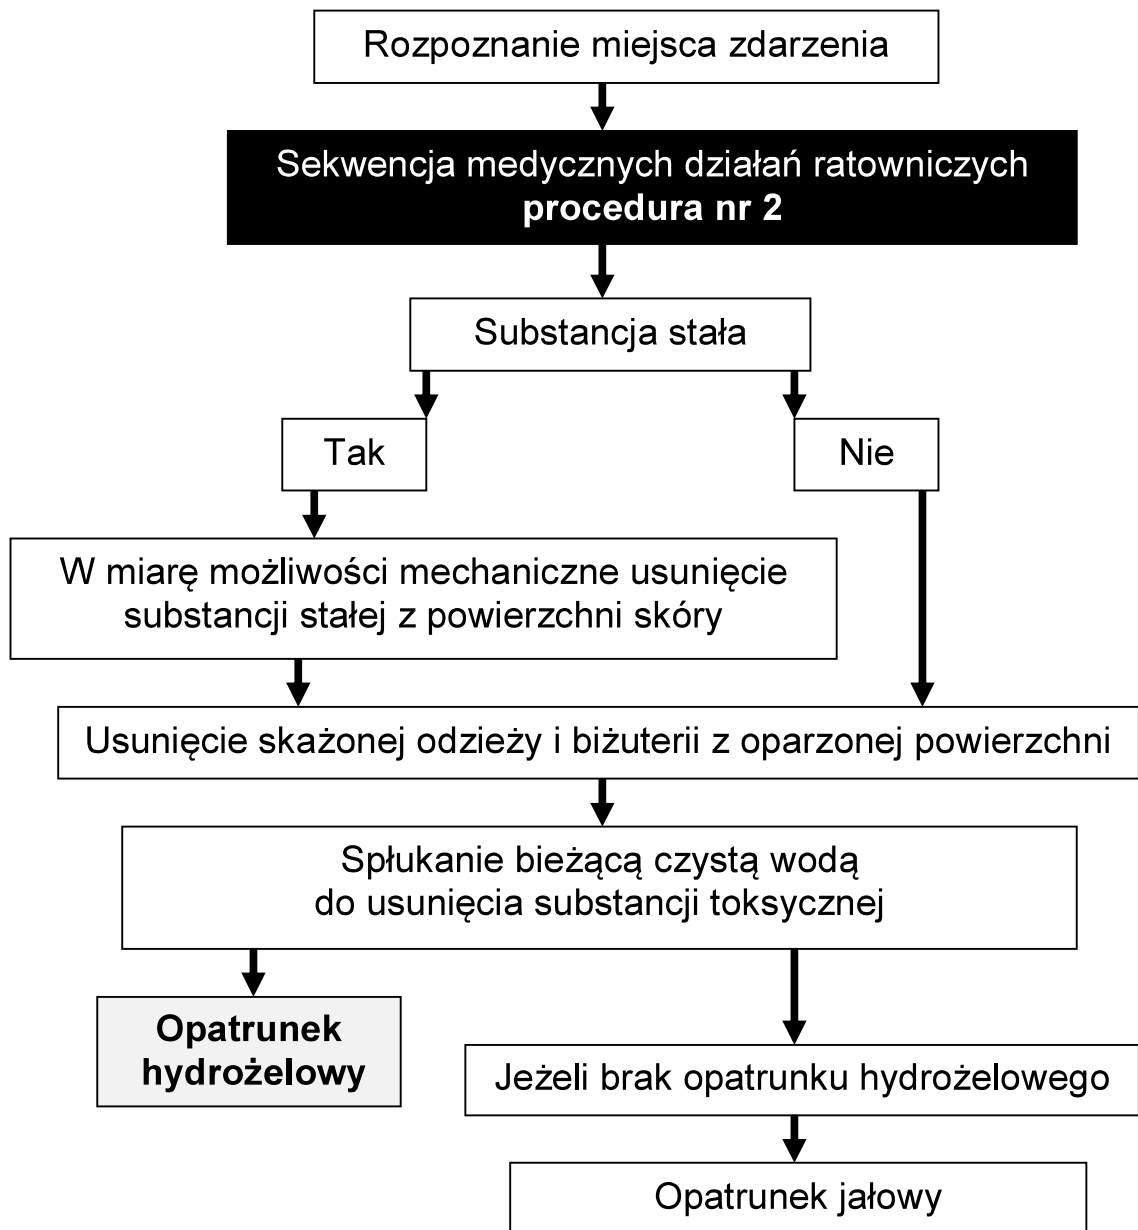 Rozpoznanie miejsca zdarzenia
Sekwencja medycznych działań ratowniczych
procedura nr 2
Substancja stała
Tak
Nie
W miarę możliwości mechaniczne usunięcie
substancji stałej z powierzchni skóry
Usunięcie skażonej odzieży i biżuterii z oparzonej powierzchni
Spłukanie bieżącą czystą wodą
do usunięcia substancji toksycznej
Opatrunek
hydrożelowy
Jeżeli brak opatrunku hydrożelowego
Opatrunek jałowy